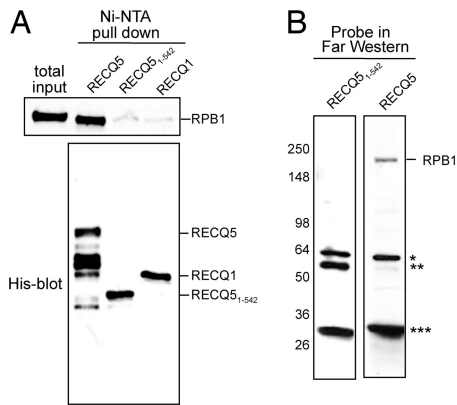 A
Ni-NTA
pull down
total
input
RECQ5
RECQ5₁₋₅₄₂
RECQ1
RPB1
His-blot
RECQ5
RECQ1
RECQ5₁₋₅₄₂
B
Probe in
Far Western
RECQ5₁₋₅₄₂
RECQ5
250
148
98
64
50
36
26
RPB1
*
**
***